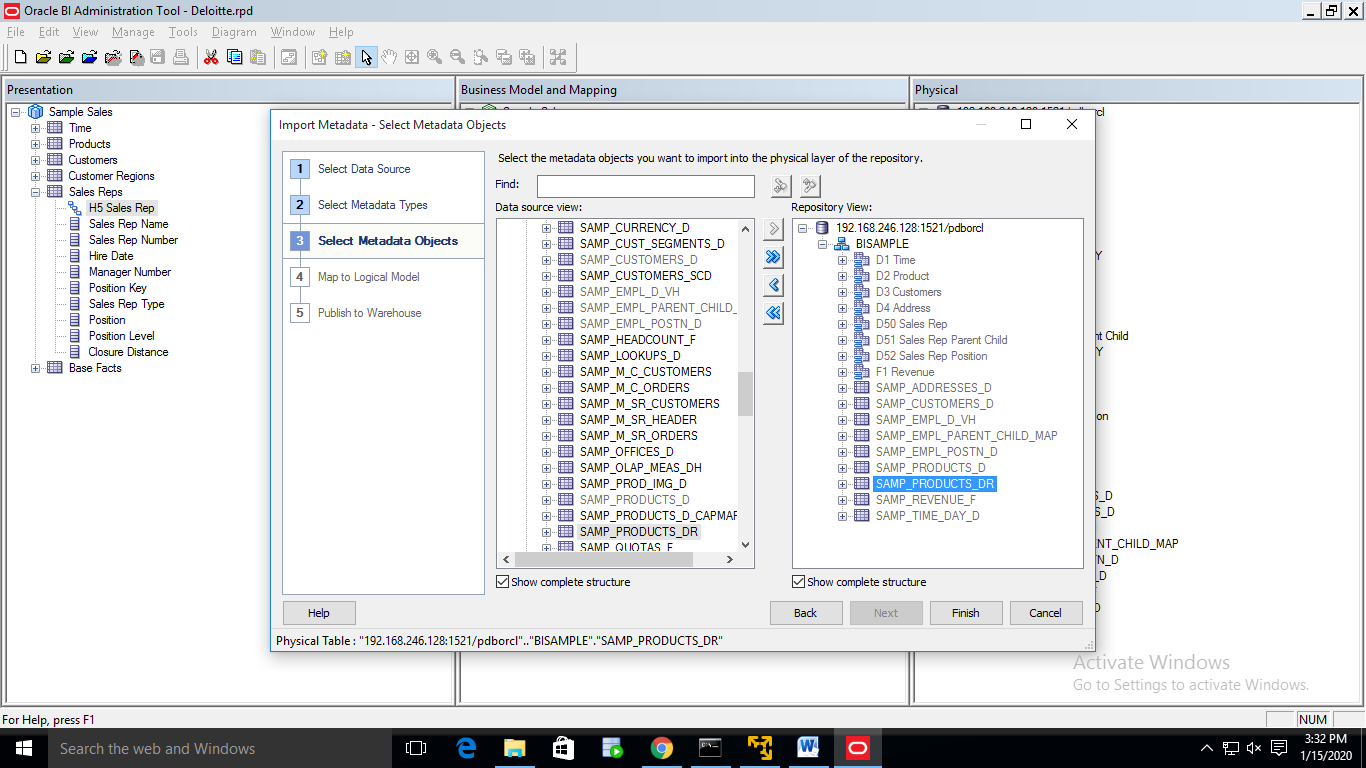 Oracle BI Administration Tool - Deloitte.rpd
File Edit View Manage Tools Diagram Window Help
Presentation
Business Model and Mapping
Physical
Sample Sales
Time
Products
Customers
Customer Regions
Sales Reps
H5 Sales Rep
Sales Rep Name
Sales Rep Number
Hire Date
Manager Number
Position Key
Sales Rep Type
Position
Position Level
Closure Distance
Base Facts
Import Metadata - Select Metadata Objects
1 Select Data Source
2 Select Metadata Types
3 Select Metadata Objects
4 Map to Logical Model
5 Publish to Warehouse
Select the metadata objects you want to import into the physical layer of the repository.
Find:
Data source view:
SAMP_CURRENCY_D
SAMP_CUST_SEGMENTS_D
SAMP_CUSTOMERS_D
SAMP_CUSTOMERS_SCD
SAMP_EMPL_D_VH
SAMP_EMPL_PARENT_CHILD_
SAMP_EMPL_POSTN_D
SAMP_HEADCOUNT_F
SAMP_LOOKUPS_D
SAMP_M_C_CUSTOMERS
SAMP_M_C_ORDERS
SAMP_M_SR_CUSTOMERS
SAMP_M_SR_HEADER
SAMP_M_SR_ORDERS
SAMP_OFFICES_D
SAMP_OLAP_MEAS_DH
SAMP_PROD_IMG_D
SAMP_PRODUCTS_D
SAMP_PRODUCTS_D_CAPMAF
SAMP_PRODUCTS_DR
SAMP_QUOTAS_F
Show complete structure
Repository View:
192.168.246.128:1521/pdborcl
BISAMPLE
D1 Time
D2 Product
D3 Customers
D4 Address
D50 Sales Rep
D51 Sales Rep Parent Child
D52 Sales Rep Position
F1 Revenue
SAMP_ADDRESSES_D
SAMP_CUSTOMERS_D
SAMP_EMPL_D_VH
SAMP_EMPL_PARENT_CHILD_MAP
SAMP_EMPL_POSTN_D
SAMP_PRODUCTS_D
SAMP_PRODUCTS_DR
SAMP_REVENUE_F
SAMP_TIME_DAY_D
Show complete structure
Help
Back
Next
Finish
Cancel
Physical Table : "192.168.246.128:1521/pdborcl".."BISAMPLE"."SAMP_PRODUCTS_DR"
Y
nt Child
Y
on
S_D
S_D
ENT_CHILD_MAP
N_D
_D
D
Activate Windows
Go to Settings to activate Windows.
For Help, press F1
NUM
Search the web and Windows
3:32 PM
1/15/2020